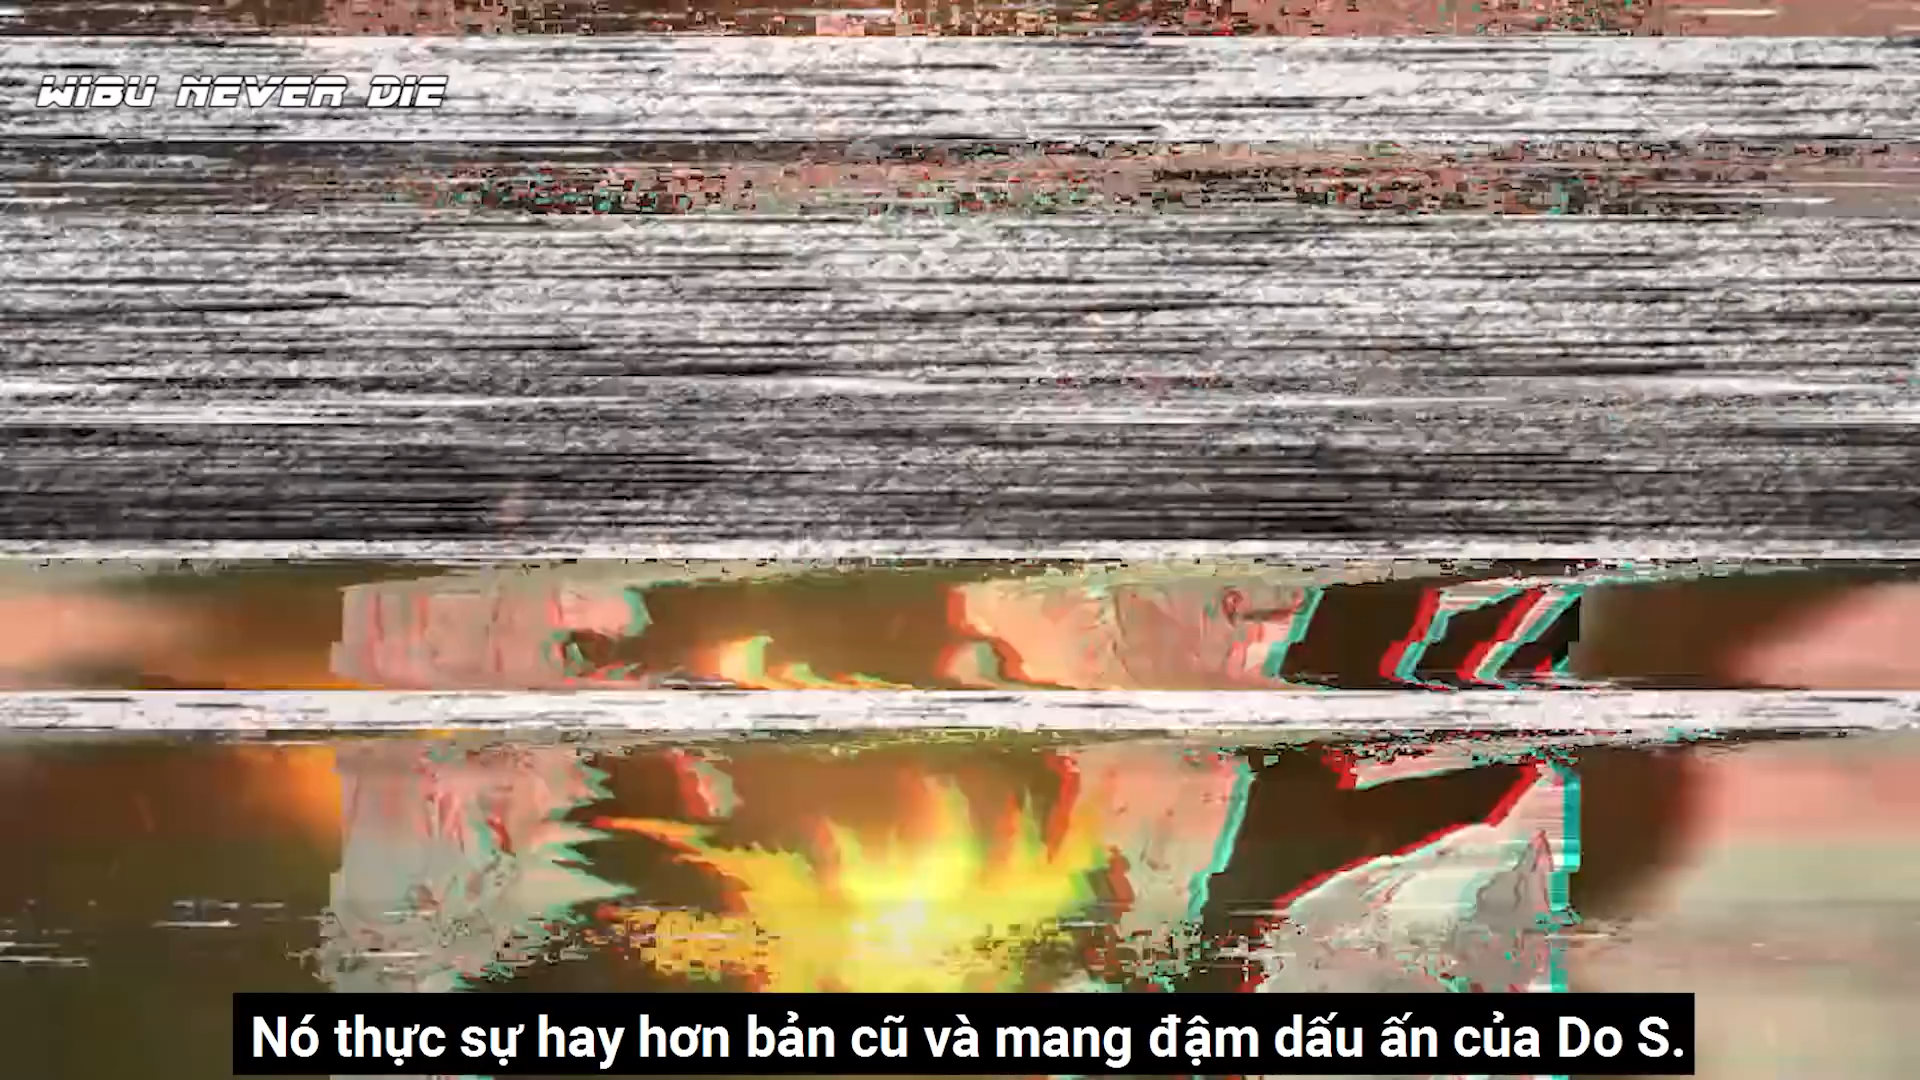 WIBU NEVER DIE
Nó thực sự hay hơn bản cũ và mang đậm dấu ấn của Do S.